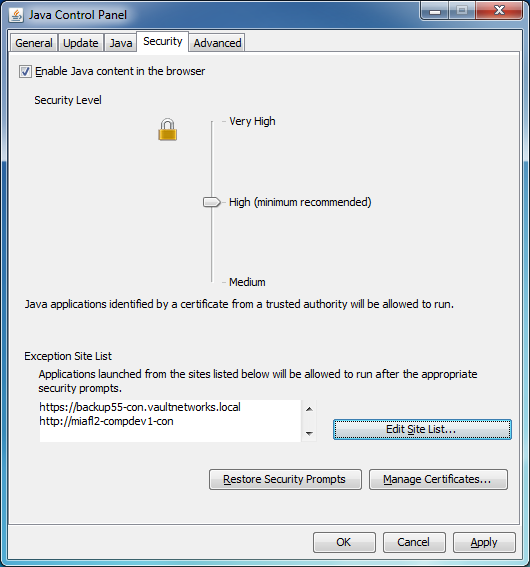 Java Control Panel
General Update Java Security Advanced
Enable Java content in the browser
Security Level
Very High
High (minimum recommended)
Medium
Java applications identified by a certificate from a trusted authority will be allowed to run.
Exception Site List
Applications launched from the sites listed below will be allowed to run after the appropriate
security prompts.
https://backup55-con.vaultnetworks.local
http://miafl2-compdev1-con
Edit Site List...
Restore Security Prompts Manage Certificates...
OK Cancel Apply